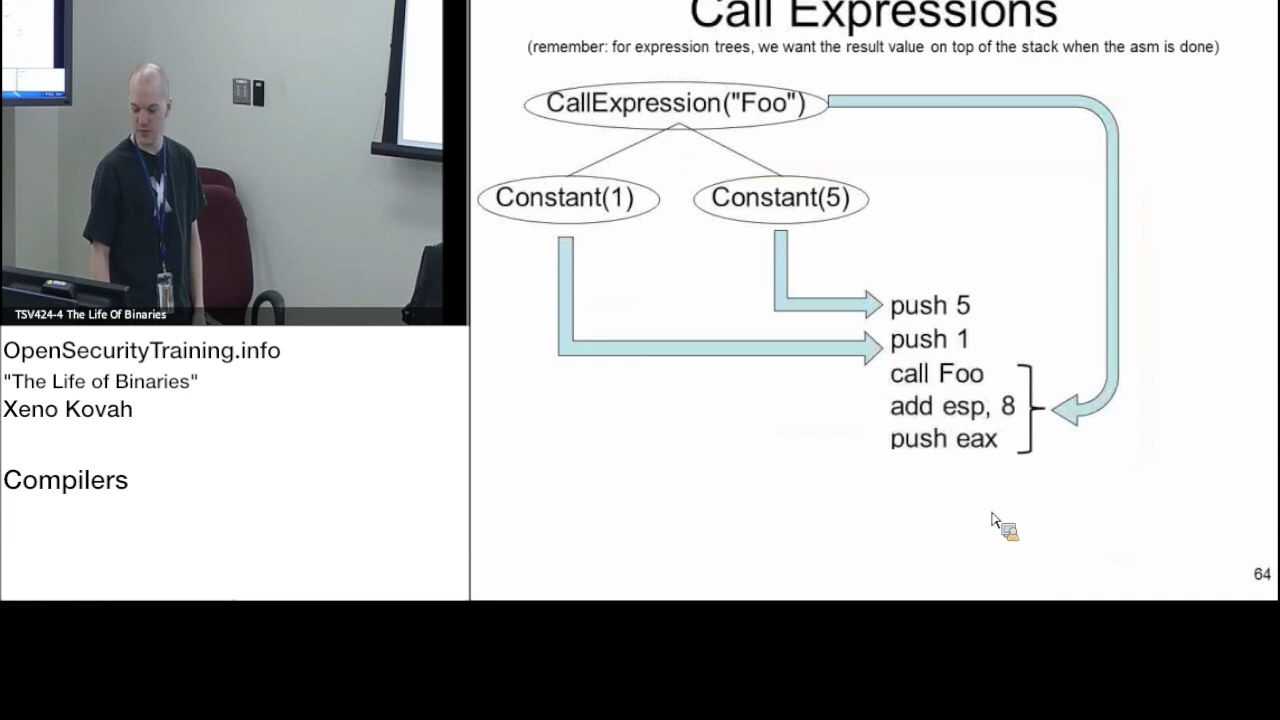 Call Expressions
(remember: for expression trees, we want the result value on top of the stack when the asm is done)
CallExpression("Foo")
Constant(1)
Constant(5)
push 5
push 1
call Foo
add esp, 8
push eax
64
TSV424-4 The Life Of Binaries
OpenSecurityTraining.info
"The Life of Binaries"
Xeno Kovah
Compilers